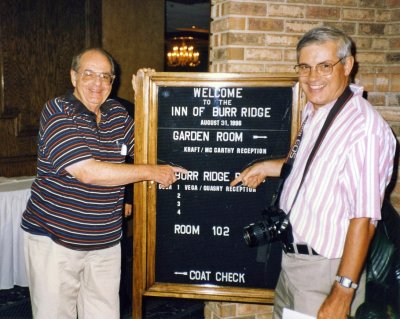 WELCOME
TO THE
INN OF BURR RIDGE
AUGUST 31, 1996
GARDEN ROOM
KRAFT / MC CARTHY RECEPTION
BURR RIDGE
1 VEGA / QUASNY RECEPTION
2
3
4
ROOM 102
COAT CHECK